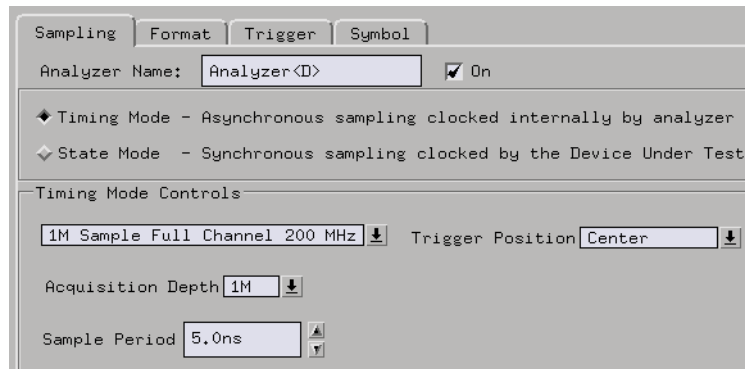 Sampling Format Trigger Symbol
Analyzer Name: Analyzer<D> On
Timing Mode - Asynchronous sampling clocked internally by analyzer
State Mode - Synchronous sampling clocked by the Device Under Test
Timing Mode Controls
1M Sample Full Channel 200 MHz Trigger Position Center
Acquisition Depth 1M
Sample Period 5.0ns